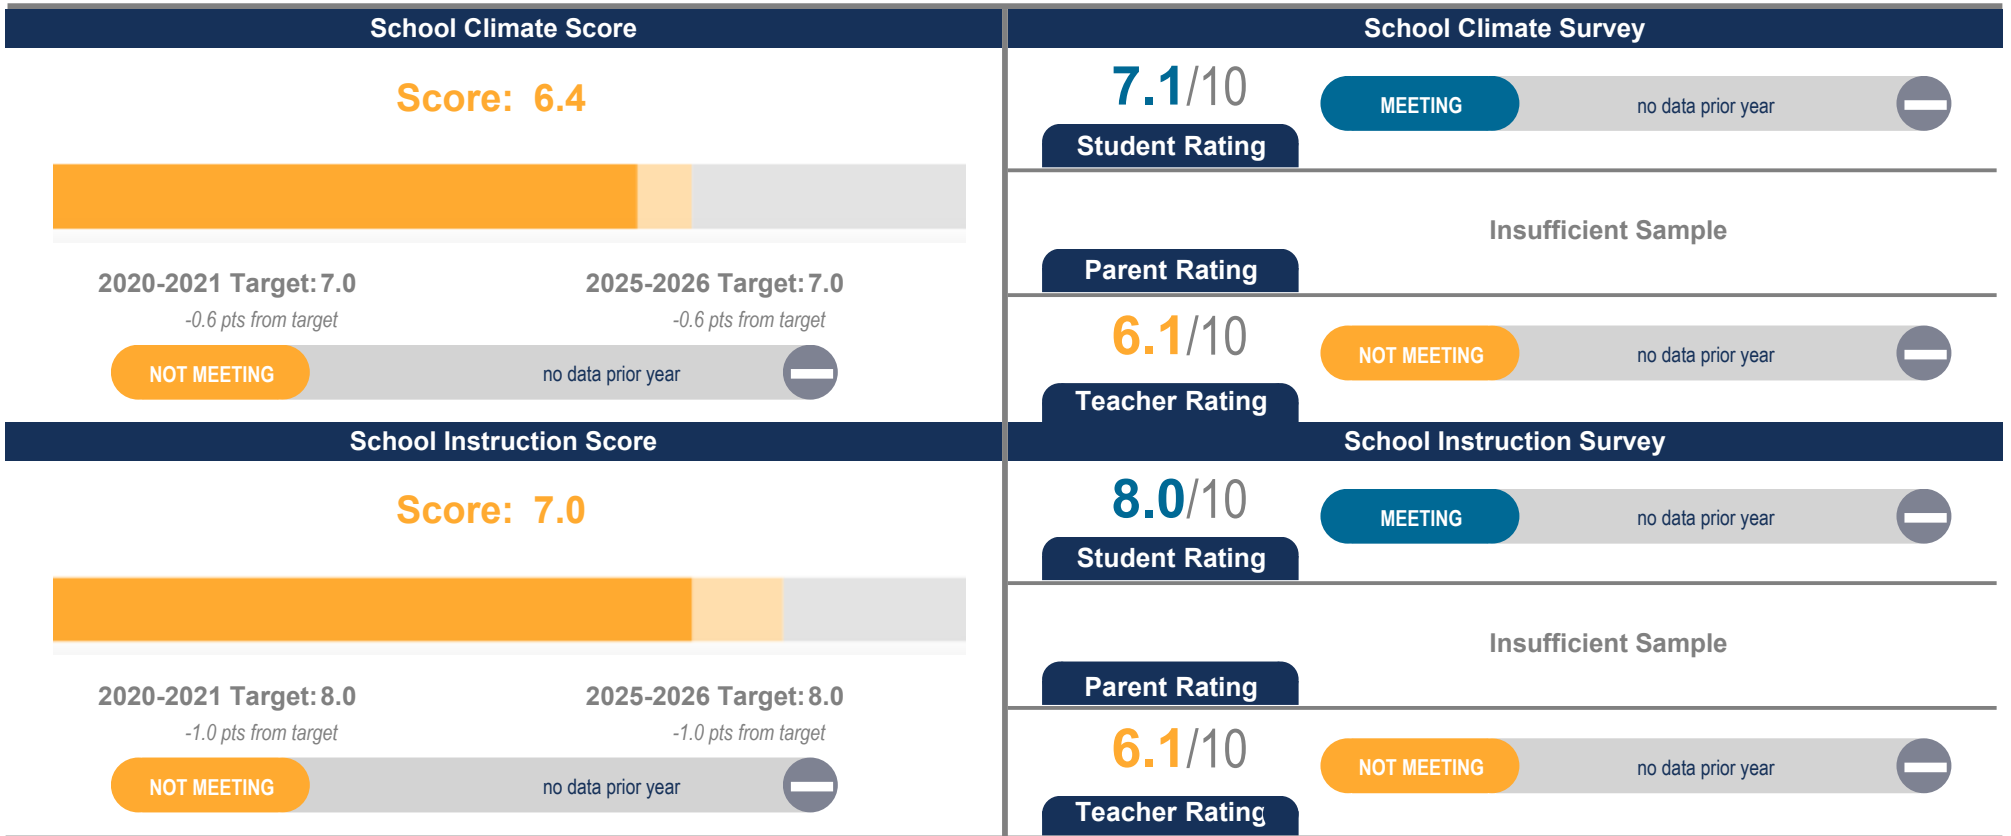 School Climate Score
Score: 6.4
2020-2021 Target: 7.0
2025-2026 Target: 7.0
-0.6 pts from target
-0.6 pts from target
NOT MEETING
no data prior year
School Climate Survey
7.1/10
MEETING
no data prior year
Student Rating
Insufficient Sample
Parent Rating
6.1/10
NOT MEETING
no data prior year
Teacher Rating
School Instruction Score
Score: 7.0
2020-2021 Target: 8.0
2025-2026 Target: 8.0
-1.0 pts from target
-1.0 pts from target
NOT MEETING
no data prior year
School Instruction Survey
8.0/10
MEETING
no data prior year
Student Rating
Insufficient Sample
Parent Rating
6.1/10
NOT MEETING
no data prior year
Teacher Rating